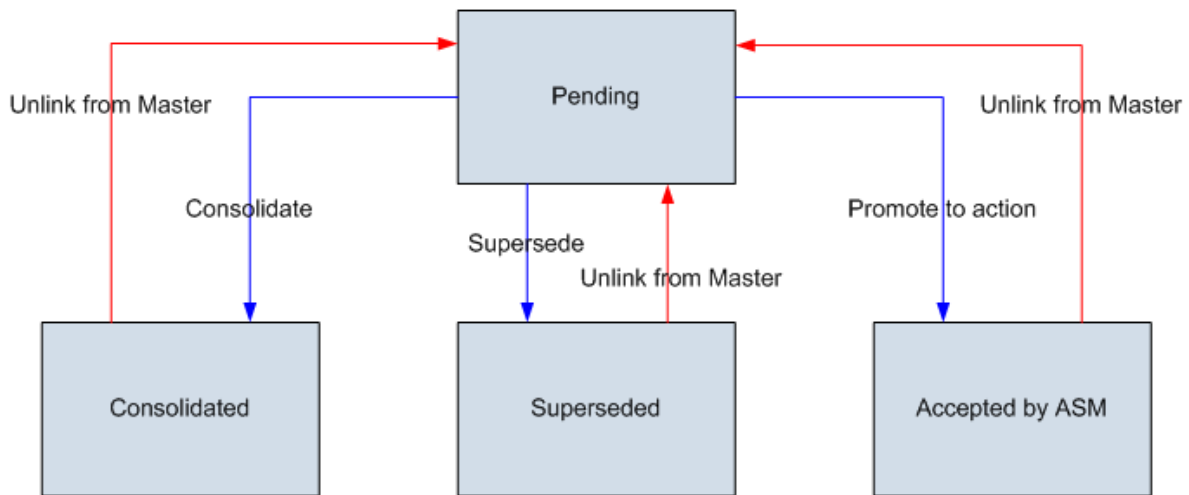 Pending
Unlink from Master
Unlink from Master
Consolidate
Promote to action
Supersede
Unlink from Master
Consolidated
Superseded
Accepted by ASM